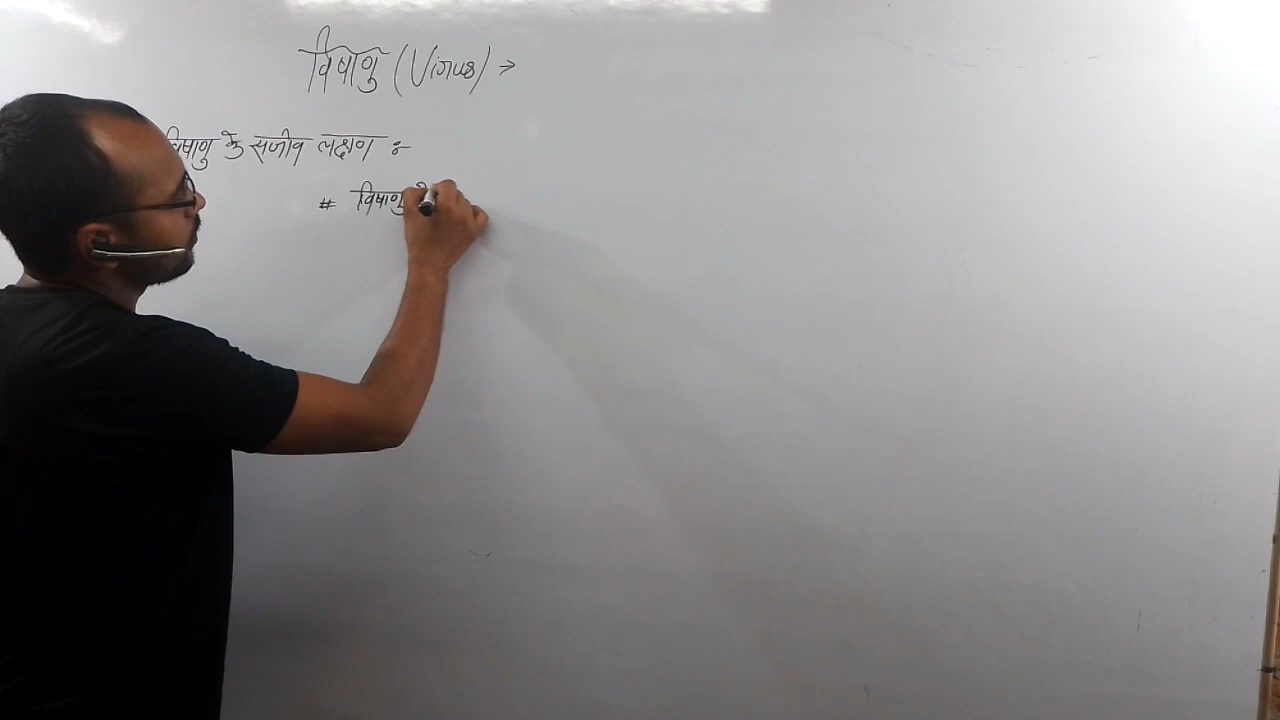 विषाणु (Virus) →
विषाणु के सजीव लक्षण :-
# विषाणु